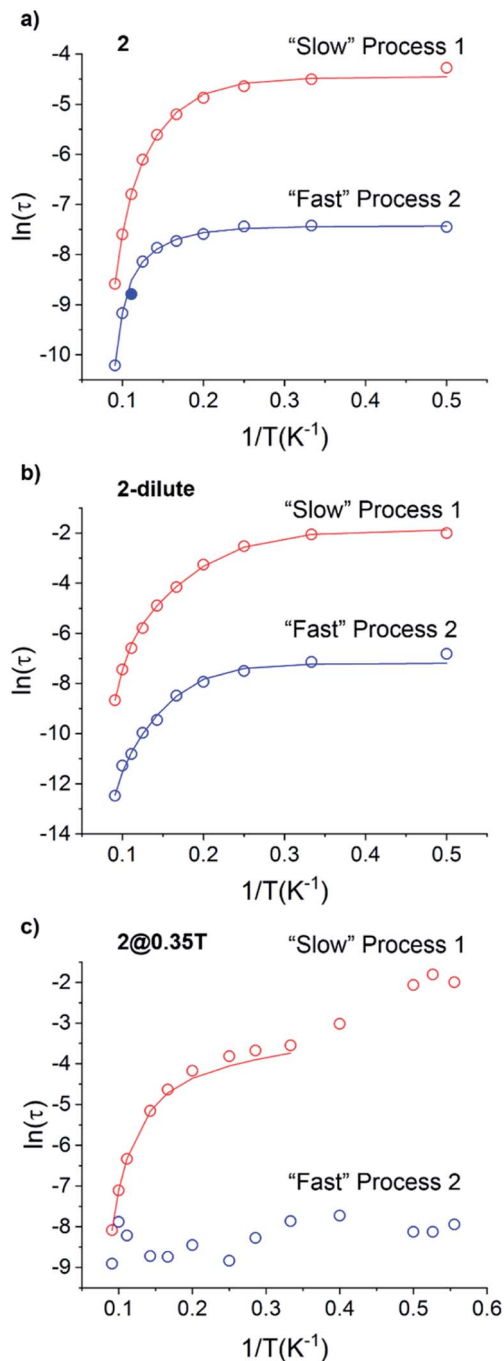 a)
2
"Slow" Process 1
"Fast" Process 2
ln(τ)
-4
-5
-6
-7
-8
-9
-10
0.1
0.2
0.3
0.4
0.5
1/T(K⁻¹)
b)
2-dilute
"Slow" Process 1
"Fast" Process 2
ln(τ)
-2
-4
-6
-8
-10
-12
-14
0.1
0.2
0.3
0.4
0.5
1/T(K⁻¹)
c)
2@0.35T
"Slow" Process 1
"Fast" Process 2
ln(τ)
-2
-3
-4
-5
-6
-7
-8
-9
0.1
0.2
0.3
0.4
0.5
0.6
1/T(K⁻¹)